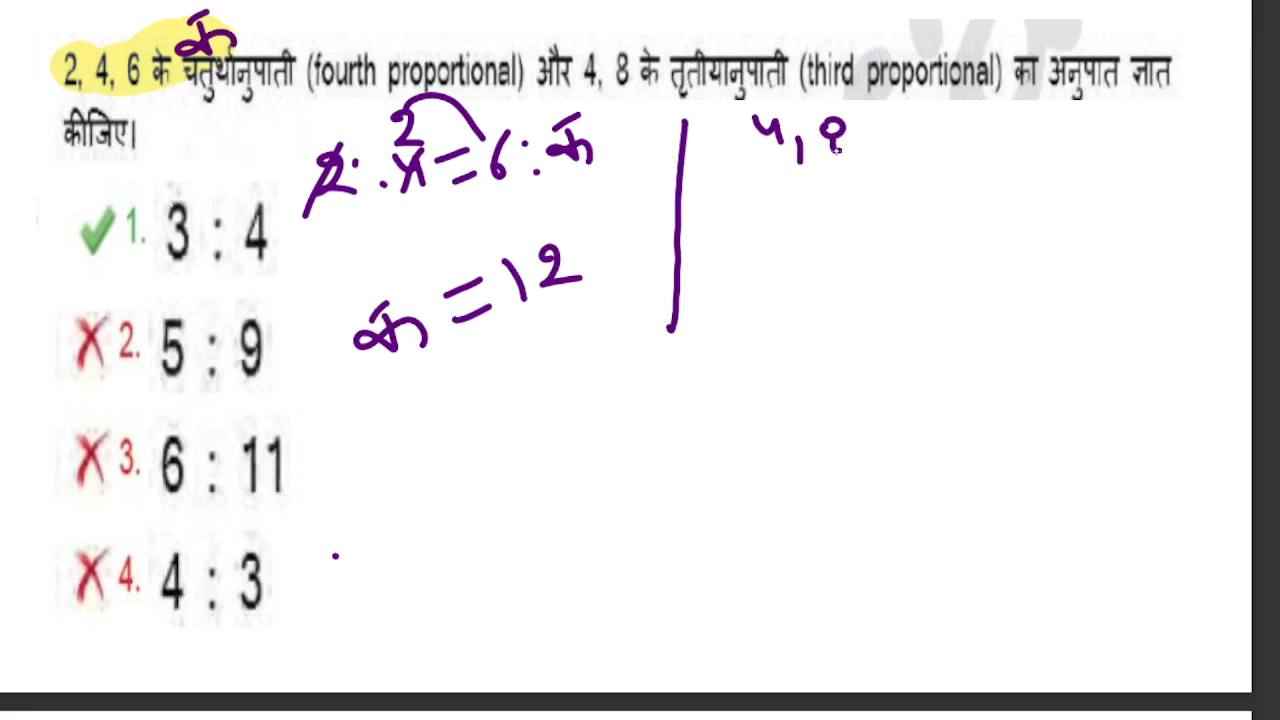 क
2, 4, 6 के चतुर्थानुपाती (fourth proportional) और 4, 8 के तृतीयानुपाती (third proportional) का अनुपात ज्ञात
कीजिए।
2
2 : 4 = 6 : क
4, 8
क = 12
1. 3 : 4
2. 5 : 9
3. 6 : 11
4. 4 : 3